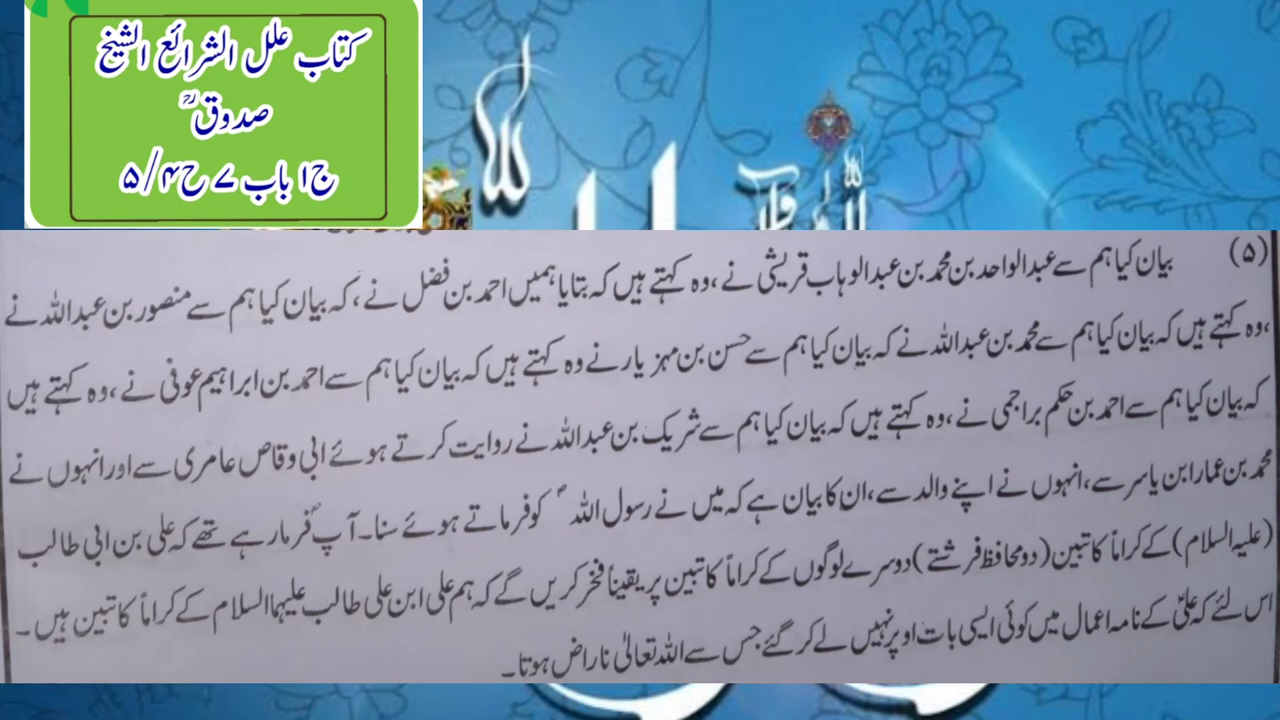 کتاب علل الشرائع الشیخ
صدوقؒ
ج۱ باب ۷ ح۴/۵
(۵) بیان کیا ہم سے عبدالواحد بن محمد بن عبدالوہاب قریشی نے ،وہ کہتے ہیں کہ بتایا ہمیں احمد بن فضل نے ،کہ بیان کیا ہم سے منصور بن عبداللہ نے
،وہ کہتے ہیں کہ بیان کیا ہم سے محمد بن عبداللہ نے کہ بیان کیا ہم سے حسن بن مہزیار نے وہ کہتے ہیں کہ بیان کیا ہم سے احمد بن ابراہیم عوفی نے ،وہ کہتے ہیں
کہ بیان کیا ہم سے احمد بن حکم براجمی نے ،وہ کہتے ہیں کہ بیان کیا ہم سے شریک بن عبداللہ نے روایت کرتے ہوئے ابی وقاص عامری سے اور انہوں نے
محمد بن عمار ابن یاسر سے ،انہوں نے اپنے والد سے ،ان کا بیان ہے کہ میں نے رسول اللہ ؐ کو فرماتے ہوئے سنا۔ آپؐ فرما رہے تھے کہ علی بن ابی طالب
(علیہ السلام) کے کراماً کاتبین (دو محافظ فرشتے) دوسرے لوگوں کے کراماً کاتبین پر یقیناً فخر کریں گے کہ ہم علی ابن علی طالب علیہما السلام کے کراماً کاتبین ہیں ۔
اس لئے کہ علیؑ کے نامہ اعمال میں کوئی ایسی بات اوپر نہیں لے کر گئے جس سے اللہ تعالیٰ ناراض ہوتا ۔